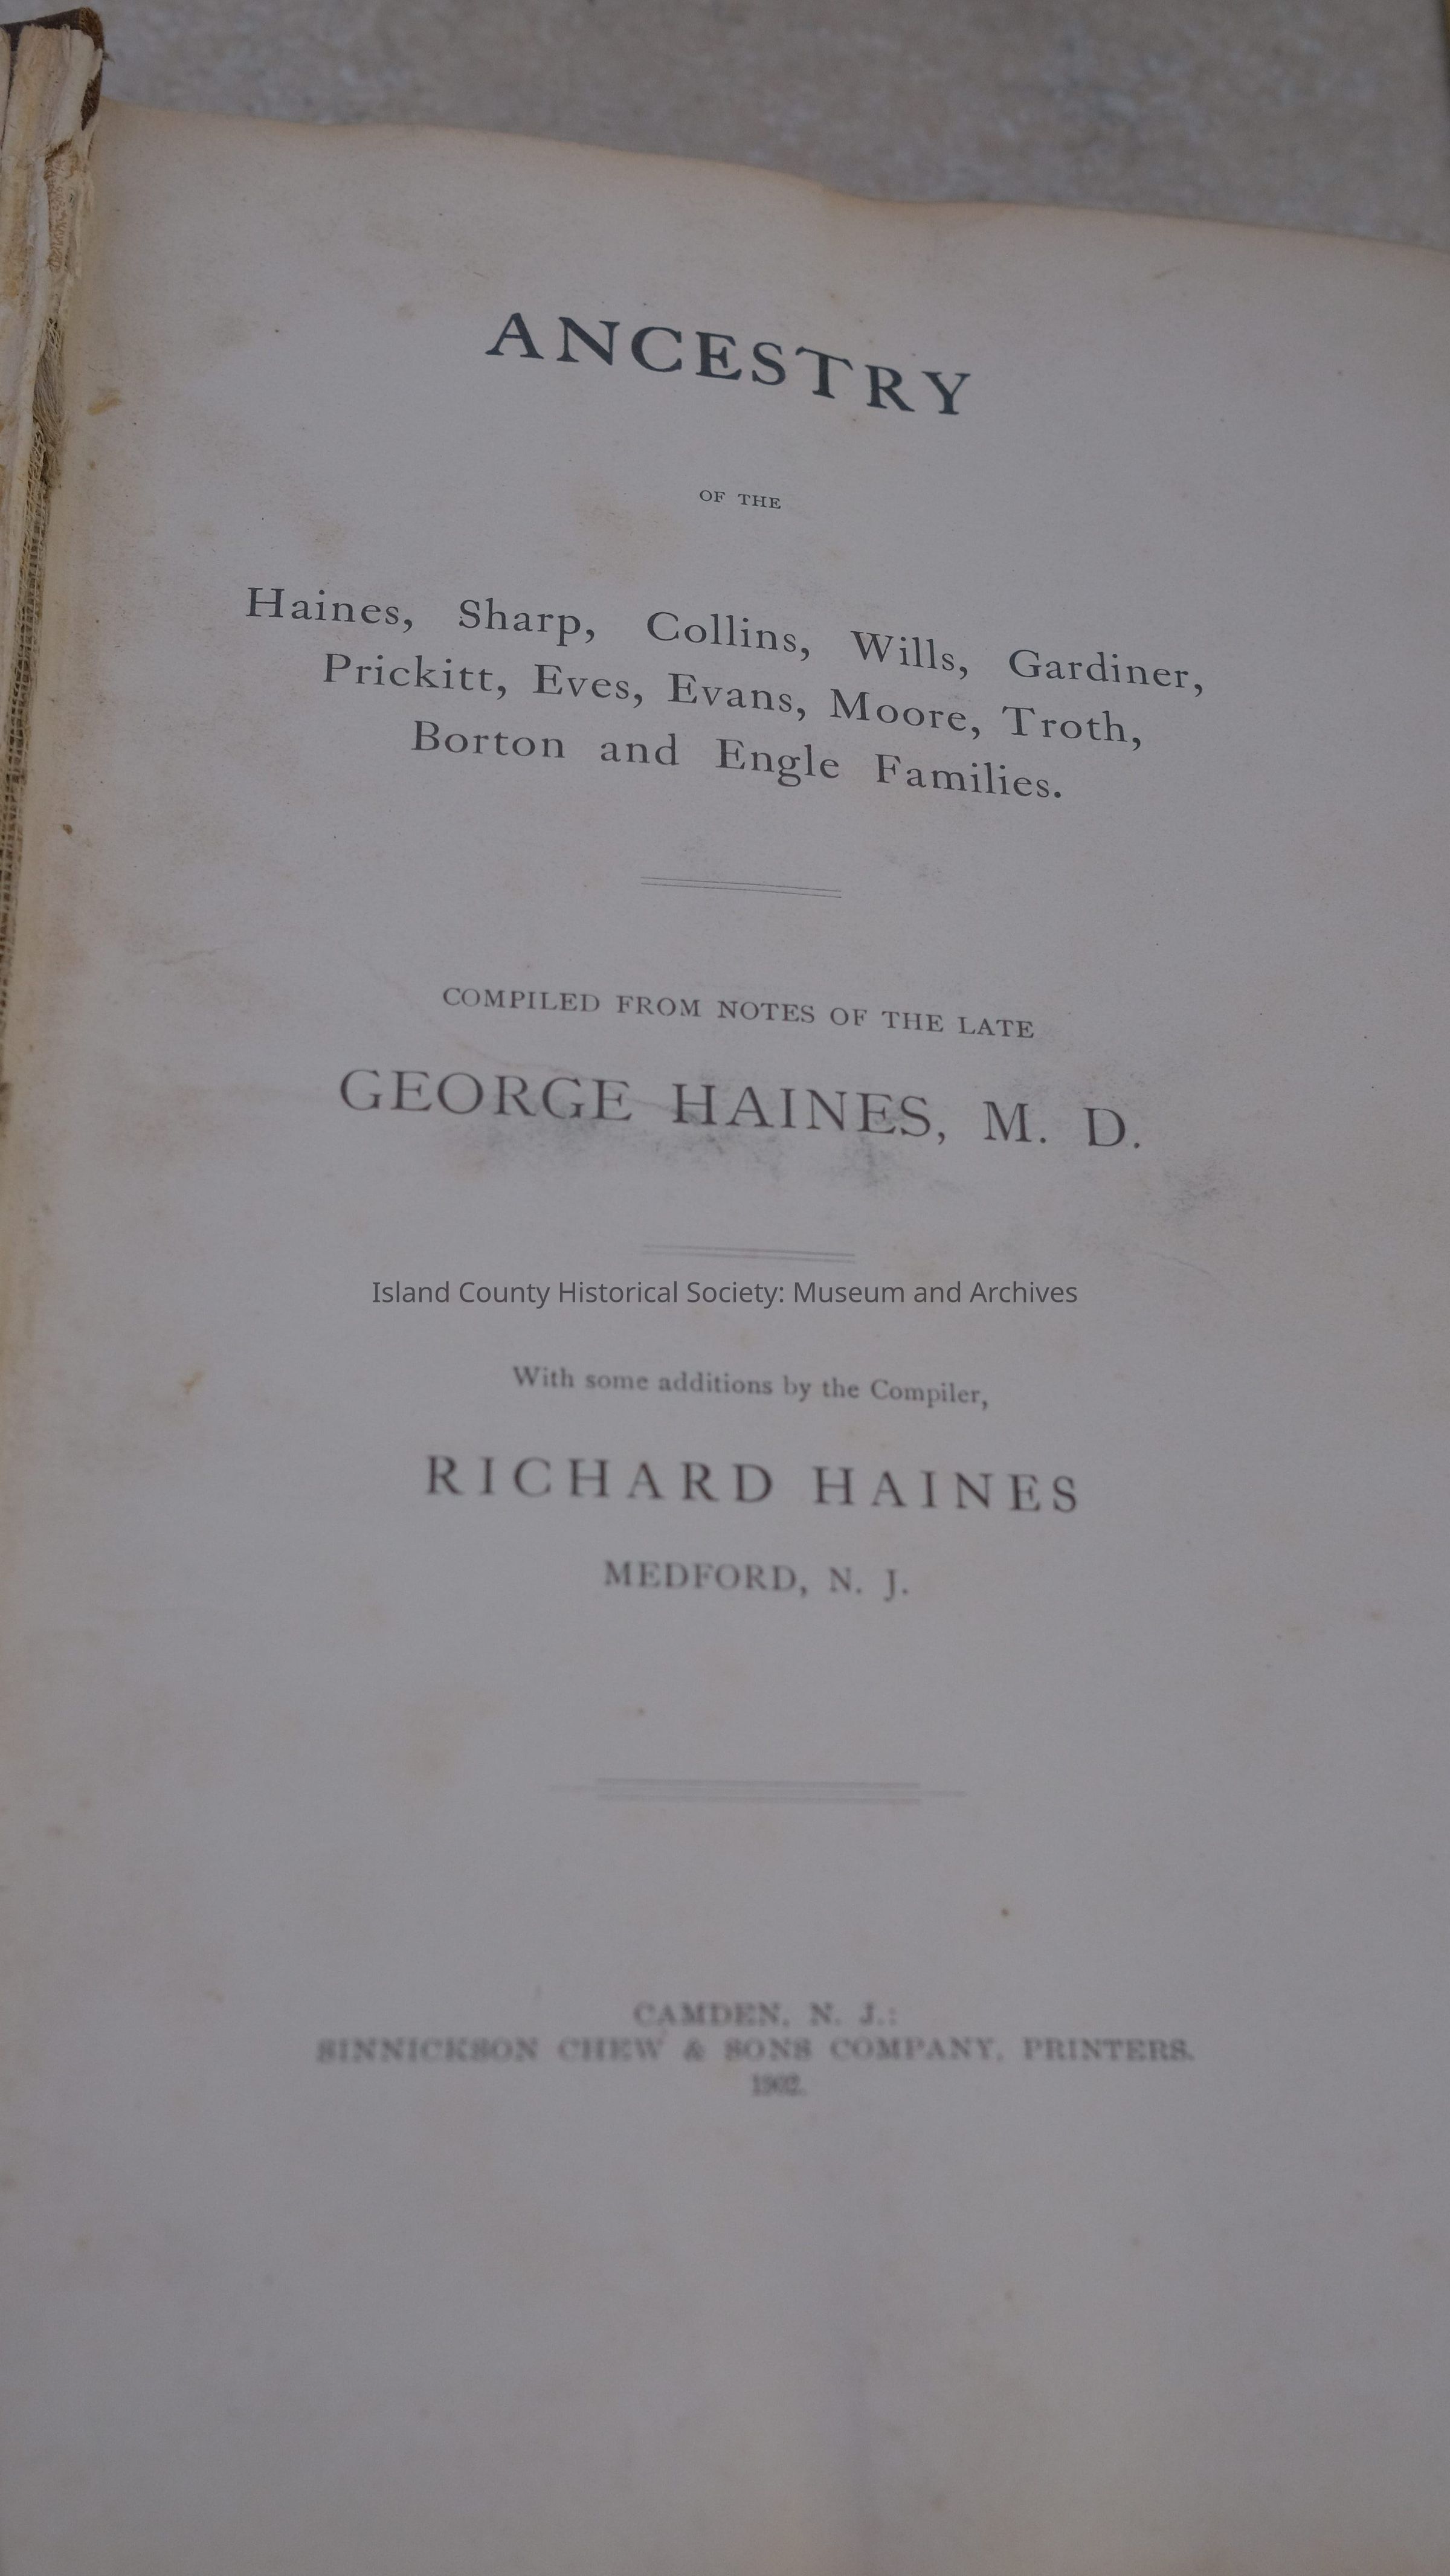 ANCESTRY
OF THE
Haines, Sharp, Collins, Wills, Gardiner,
Prickitt, Eves, Evans, Moore, Troth,
Borton and Engle Families.
COMPILED FROM NOTES OF THE LATE
GEORGE HAINES, M. D.
Island County Historical Society: Museum and Archives
With some additions by the Compiler,
RICHARD HAINES
MEDFORD, N. J.
CAMDEN, N. J.:
SINNICKSON CHEW & SONS COMPANY, PRINTERS.
1902.